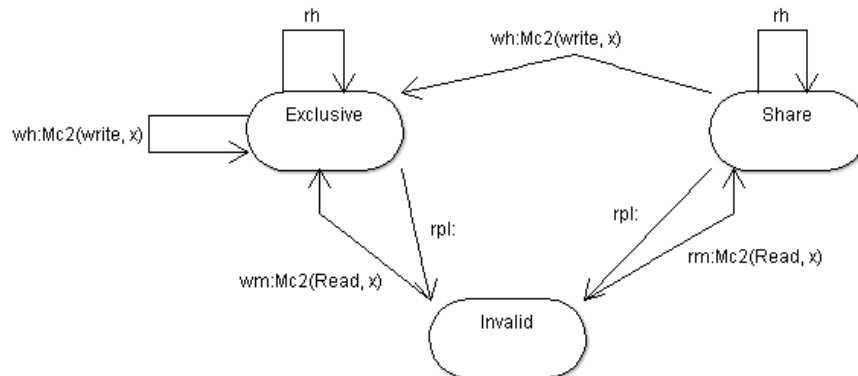 rh
rh
wh:Mc2(write, x)
Exclusive
Share
wh:Mc2(write, x)
rpl:
rpl:
wm:Mc2(Read, x)
rm:Mc2(Read, x)
Invalid